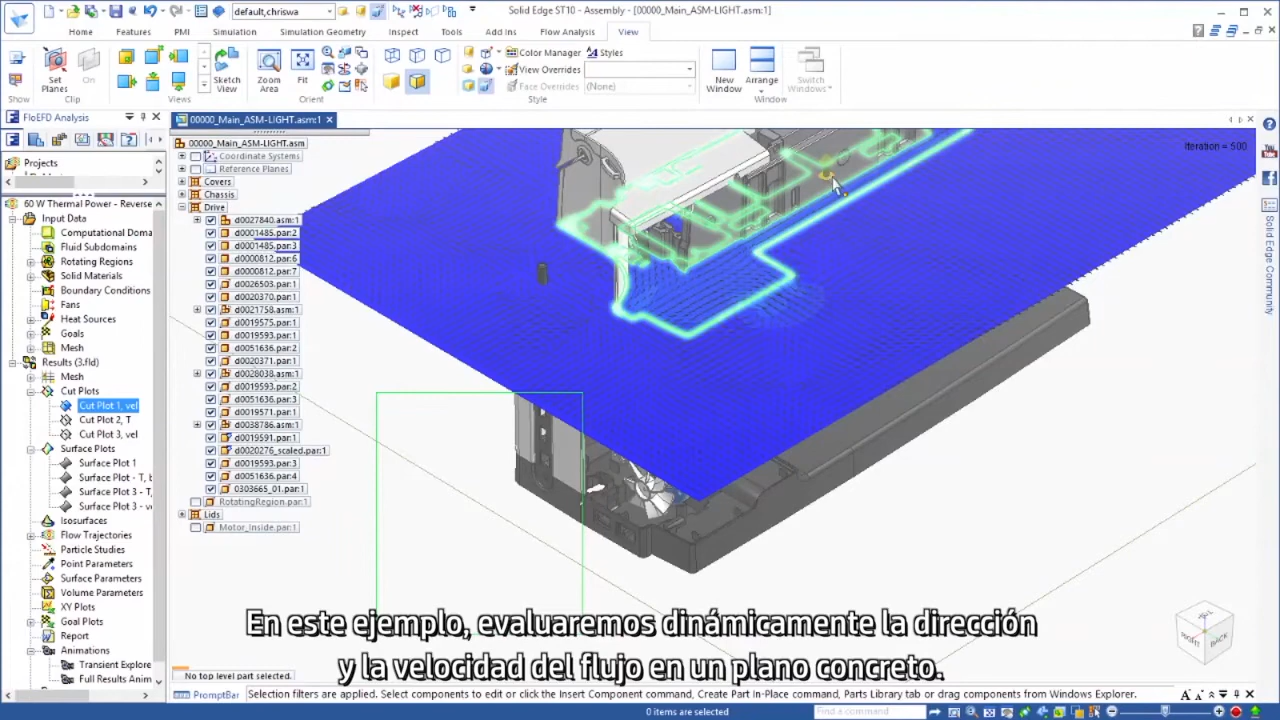 default,chriswa
Solid Edge ST10 - Assembly - [00000_Main_ASM-LIGHT.asm:1]
Home Features PMI Simulation Simulation Geometry Inspect Tools Add Ins Flow Analysis View
Set Planes
On
Sketch View
Zoom Area
Fit
Color Manager
Styles
View Overrides
Face Overrides
(None)
New Window
Arrange
Switch Windows
Show Clip Views Orient Style Window
FloEFD Analysis
00000_Main_ASM-LIGHT.asm:1
Projects
60 W Thermal Power - Reverse
Input Data
Computational Doma
Fluid Subdomains
Rotating Regions
Solid Materials
Boundary Conditions
Fans
Heat Sources
Goals
Mesh
Results (3.fld)
Mesh
Cut Plots
Cut Plot 1, vel
Cut Plot 2, T
Cut Plot 3, vel
Surface Plots
Surface Plot 1
Surface Plot - T, b
Surface Plot 3 - T,
Surface Plot 3 - v
Isosurfaces
Flow Trajectories
Particle Studies
Point Parameters
Surface Parameters
Volume Parameters
XY Plots
Goal Plots
Report
Animations
Transient Explore
Full Results Anim
00000_Main_ASM-LIGHT.asm
Coordinate Systems
Reference Planes
Covers
Chassis
Drive
d0027840.asm:1
d0001485.par:2
d0001485.par:3
d0000812.par:6
d0000812.par:7
d0026503.par:1
d0020370.par:1
d0021758.asm:1
d0019575.par:1
d0019593.par:1
d0051636.par:2
d0020371.par:1
d0028038.asm:1
d0019593.par:2
d0051636.par:3
d0019571.par:1
d0038786.asm:1
d0019591.par:1
d0020276_scaled.par:1
d0019593.par:3
d0051636.par:4
0303665_01.par:1
RotatingRegion.par:1
Lids
Motor_Inside.par:1
Iteration = 500
Solid Edge Community
RIGHT
BACK
En este ejemplo, evaluaremos dinámicamente la dirección
y la velocidad del flujo en un plano concreto.
No top level part selected.
PromptBar
Selection filters are applied. Select components to edit or click the Insert Component command, Create Part In-Place command, Parts Library tab or drag components from Windows Explorer.
0 items are selected
Find a command